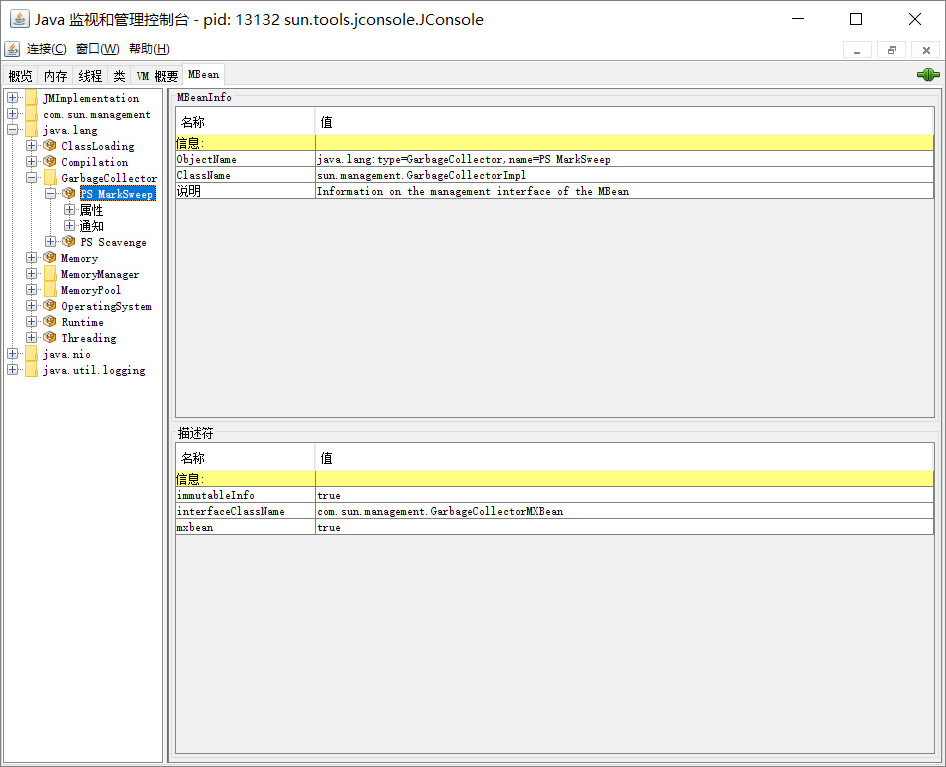 Java 监视和管理控制台 - pid: 13132 sun.tools.jconsole.JConsole
连接(C) 窗口(W) 帮助(H)
概览 内存 线程 类 VM 概要 MBean
JMImplementation
com.sun.management
java.lang
ClassLoading
Compilation
GarbageCollector
PS MarkSweep
属性
通知
PS Scavenge
Memory
MemoryManager
MemoryPool
OperatingSystem
Runtime
Threading
java.nio
java.util.logging
MBeanInfo
名称 值
信息:
ObjectName java.lang:type=GarbageCollector,name=PS MarkSweep
ClassName sun.management.GarbageCollectorImpl
说明 Information on the management interface of the MBean
描述符
名称 值
信息:
immutableInfo true
interfaceClassName com.sun.management.GarbageCollectorMXBean
mxbean true